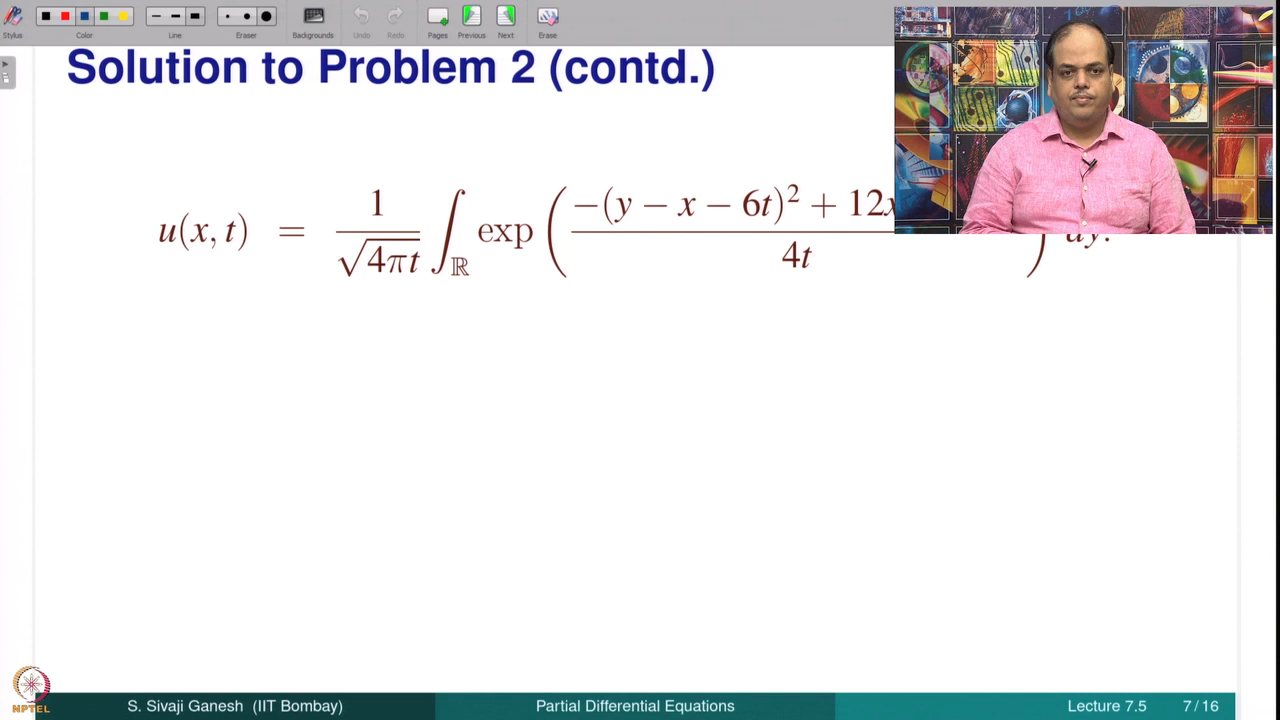 Stylus Color Line Eraser Backgrounds Undo Redo Pages Previous Next Erase
Solution to Problem 2 (contd.)
u(x, t) = 1/√4πt ∫ℝ exp ( −(y − x − 6t)² + 12x / 4t ) dy.
NPTEL
S. Sivaji Ganesh (IIT Bombay) Partial Differential Equations Lecture 7.5 7 / 16